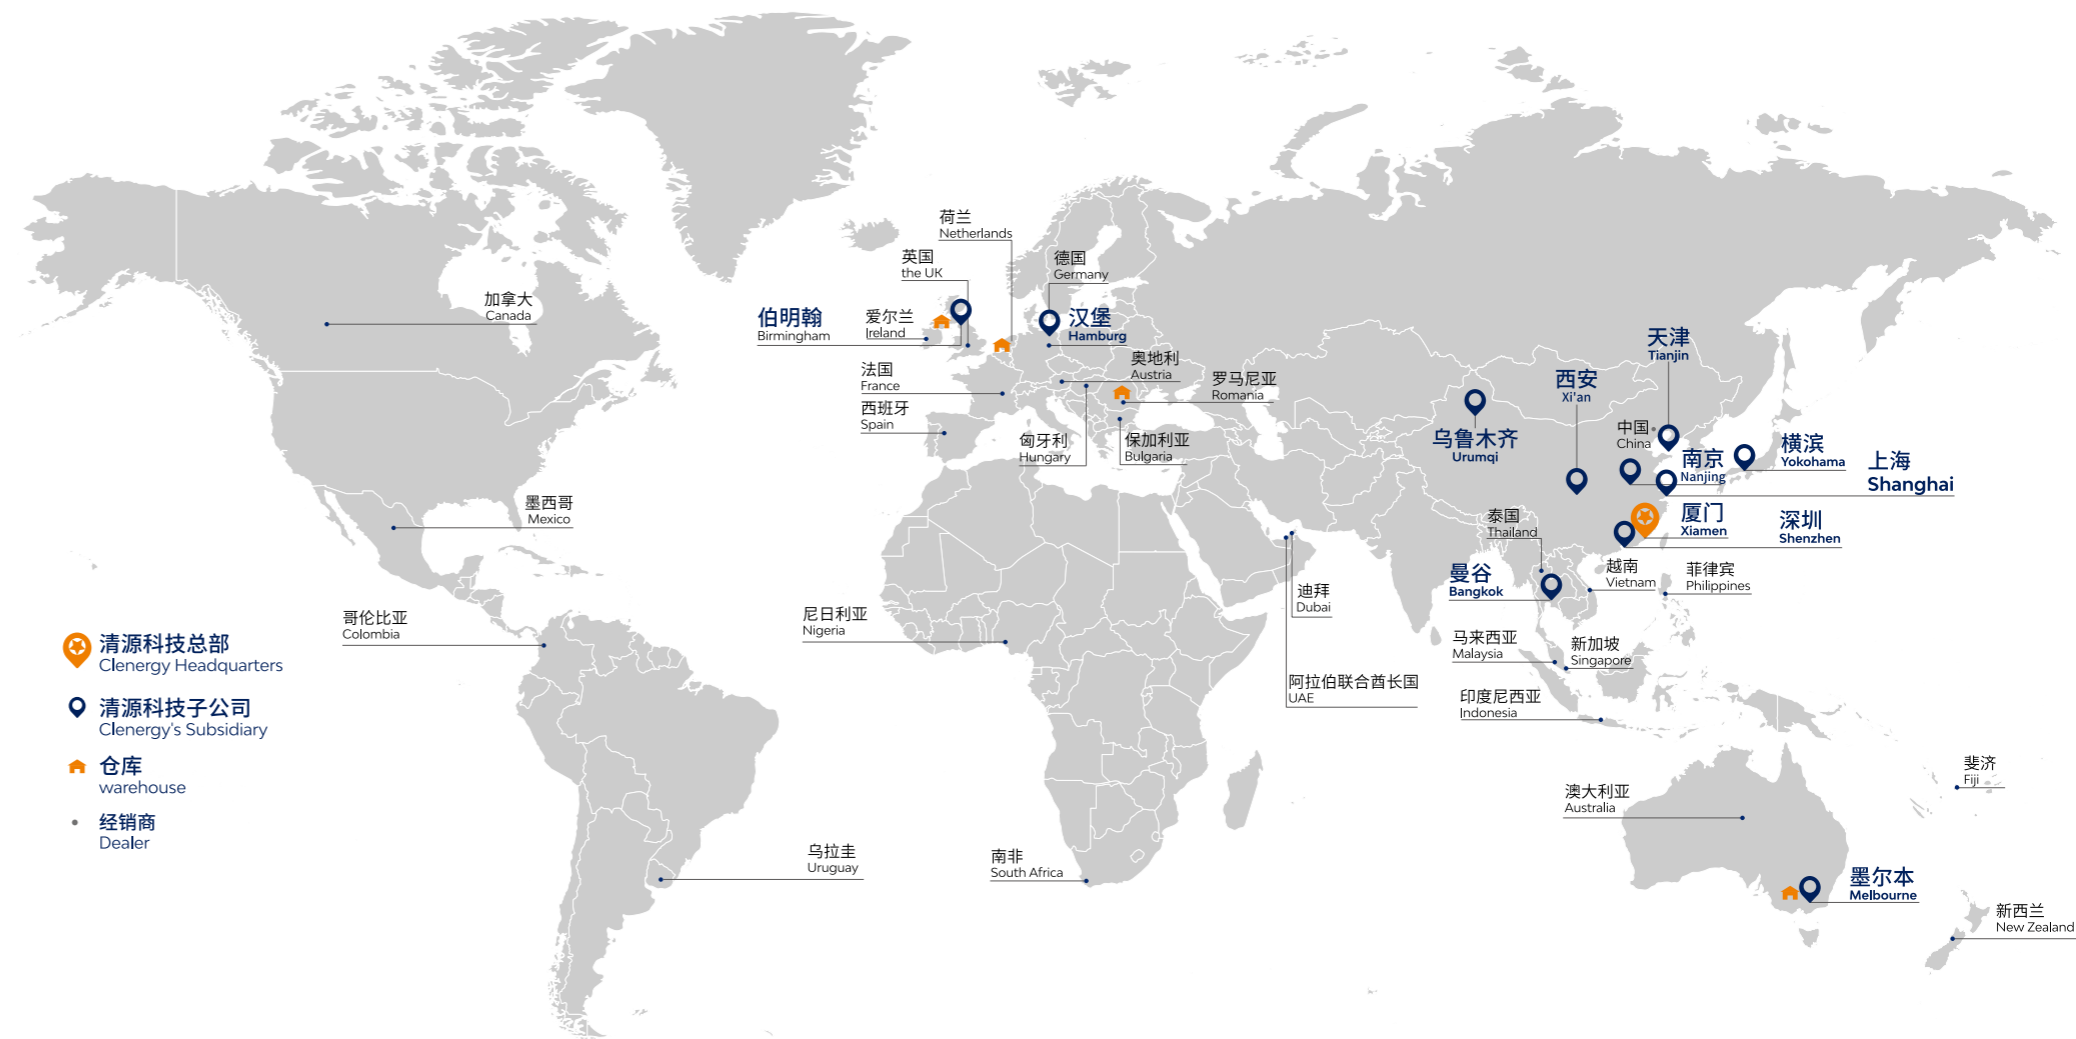 荷兰
Netherlands
英国
the UK
德国
Germany
加拿大
Canada
伯明翰
Birmingham
爱尔兰
Ireland
汉堡
Hamburg
天津
Tianjin
法国
France
奥地利
Austria
罗马尼亚
Romania
西安
Xi'an
西班牙
Spain
匈牙利
Hungary
保加利亚
Bulgaria
乌鲁木齐
Urumqi
中国
China
南京
Nanjing
横滨
Yokohama
上海
Shanghai
墨西哥
Mexico
泰国
Thailand
厦门
Xiamen
深圳
Shenzhen
曼谷
Bangkok
越南
Vietnam
菲律宾
Philippines
迪拜
Dubai
哥伦比亚
Colombia
尼日利亚
Nigeria
马来西亚
Malaysia
新加坡
Singapore
阿拉伯联合酋长国
UAE
印度尼西亚
Indonesia
清源科技总部
Clenergy Headquarters
清源科技子公司
Clenergy's Subsidiary
仓库
warehouse
经销商
Dealer
斐济
Fiji
澳大利亚
Australia
乌拉圭
Uruguay
南非
South Africa
墨尔本
Melbourne
新西兰
New Zealand